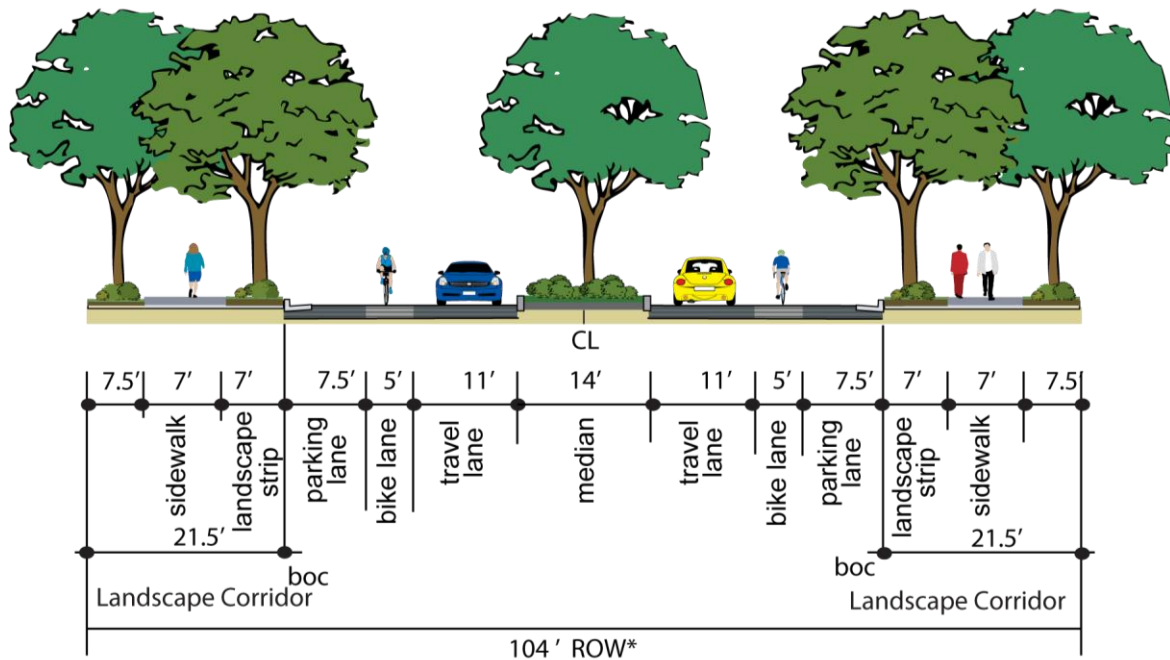 CL
7.5′ 7′ 7′ 7.5′ 5′ 11′ 14′ 11′ 5′ 7.5′ 7′ 7′ 7.5′
sidewalk
landscape
strip
parking
lane
bike lane
travel
lane
median
travel
lane
bike lane
parking
lane
landscape
strip
sidewalk
21.5′ 21.5′
boc boc
Landscape Corridor Landscape Corridor
104 ′ ROW*